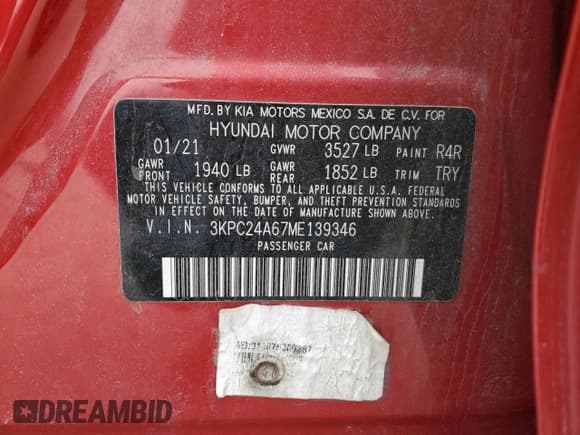 MFD. BY KIA MOTORS MEXICO S.A. DE C.V. FOR
HYUNDAI MOTOR COMPANY
01/21 GVWR 3527 LB PAINT R4R
GAWR FRONT 1940 LB GAWR REAR 1852 LB TRIM TRY
THIS VEHICLE CONFORMS TO ALL APPLICABLE U.S.A. FEDERAL
MOTOR VEHICLE SAFETY, BUMPER, AND THEFT PREVENTION STANDARDS
IN EFFECT ON THE DATE OF MANUFACTURE SHOWN ABOVE.
V.I.N. 3KPC24A67ME139346
PASSENGER CAR
DREAMBID